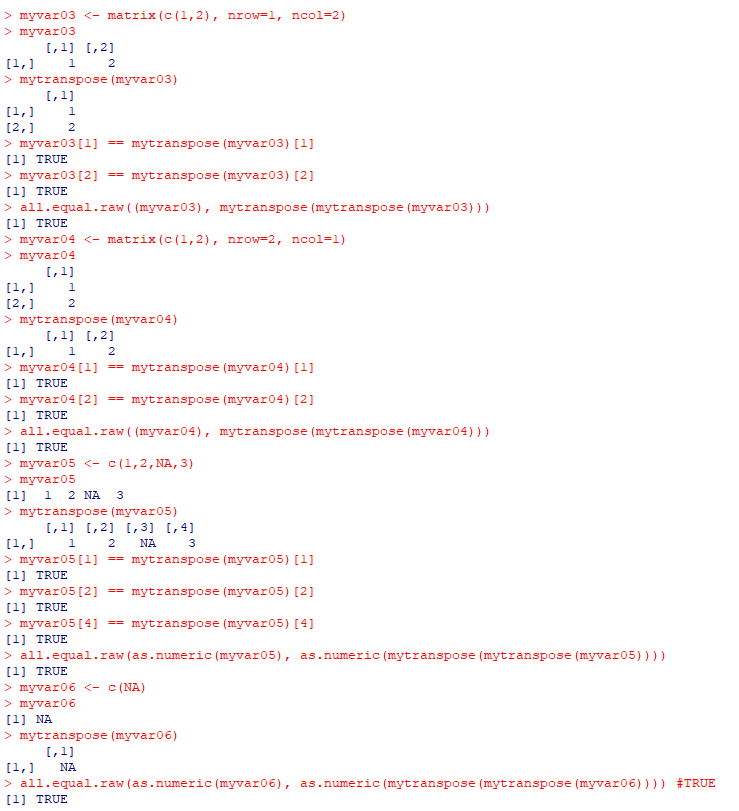 > myvar03 <- matrix(c(1,2), nrow=1, ncol=2)
> myvar03
     [,1] [,2]
[1,]    1    2
> mytranspose(myvar03)
     [,1]
[1,]    1
[2,]    2
> myvar03[1] == mytranspose(myvar03)[1]
[1] TRUE
> myvar03[2] == mytranspose(myvar03)[2]
[1] TRUE
> all.equal.raw((myvar03), mytranspose(mytranspose(myvar03)))
[1] TRUE
> myvar04 <- matrix(c(1,2), nrow=2, ncol=1)
> myvar04
     [,1]
[1,]    1
[2,]    2
> mytranspose(myvar04)
     [,1] [,2]
[1,]    1    2
> myvar04[1] == mytranspose(myvar04)[1]
[1] TRUE
> myvar04[2] == mytranspose(myvar04)[2]
[1] TRUE
> all.equal.raw((myvar04), mytranspose(mytranspose(myvar04)))
[1] TRUE
> myvar05 <- c(1,2,NA,3)
> myvar05
[1]  1  2 NA  3
> mytranspose(myvar05)
     [,1] [,2] [,3] [,4]
[1,]    1    2   NA    3
> myvar05[1] == mytranspose(myvar05)[1]
[1] TRUE
> myvar05[2] == mytranspose(myvar05)[2]
[1] TRUE
> myvar05[4] == mytranspose(myvar05)[4]
[1] TRUE
> all.equal.raw(as.numeric(myvar05), as.numeric(mytranspose(mytranspose(myvar05))))
[1] TRUE
> myvar06 <- c(NA)
> myvar06
[1] NA
> mytranspose(myvar06)
     [,1]
[1,]   NA
> all.equal.raw(as.numeric(myvar06), as.numeric(mytranspose(mytranspose(myvar06)))) #TRUE
[1] TRUE